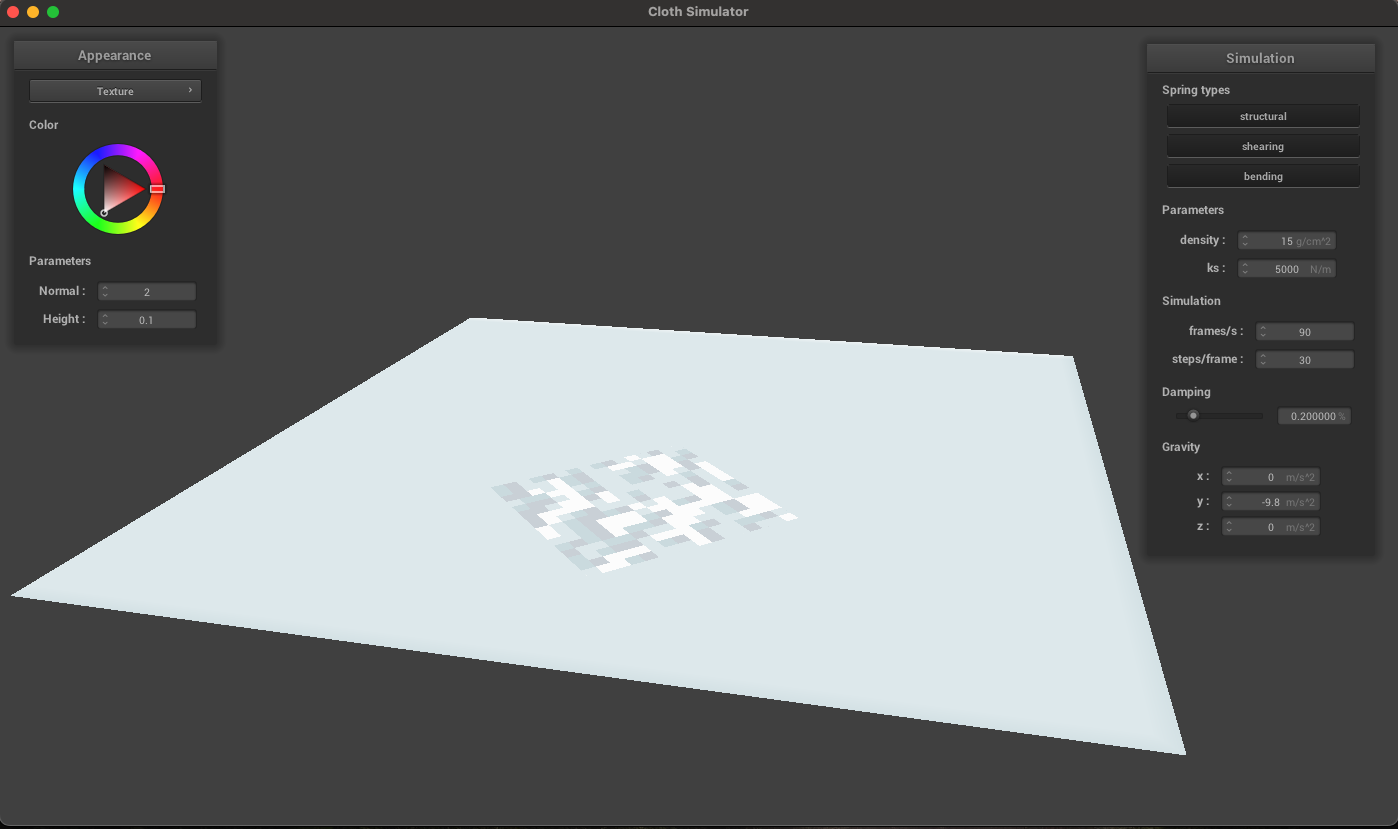 Cloth Simulator
Appearance
Texture
Color
Parameters
Normal : 2
Height : 0.1
Simulation
Spring types
structural
shearing
bending
Parameters
density : 15 g/cm^2
ks : 5000 N/m
Simulation
frames/s : 90
steps/frame : 30
Damping
0.200000 %
Gravity
x : 0 m/s^2
y : -9.8 m/s^2
z : 0 m/s^2